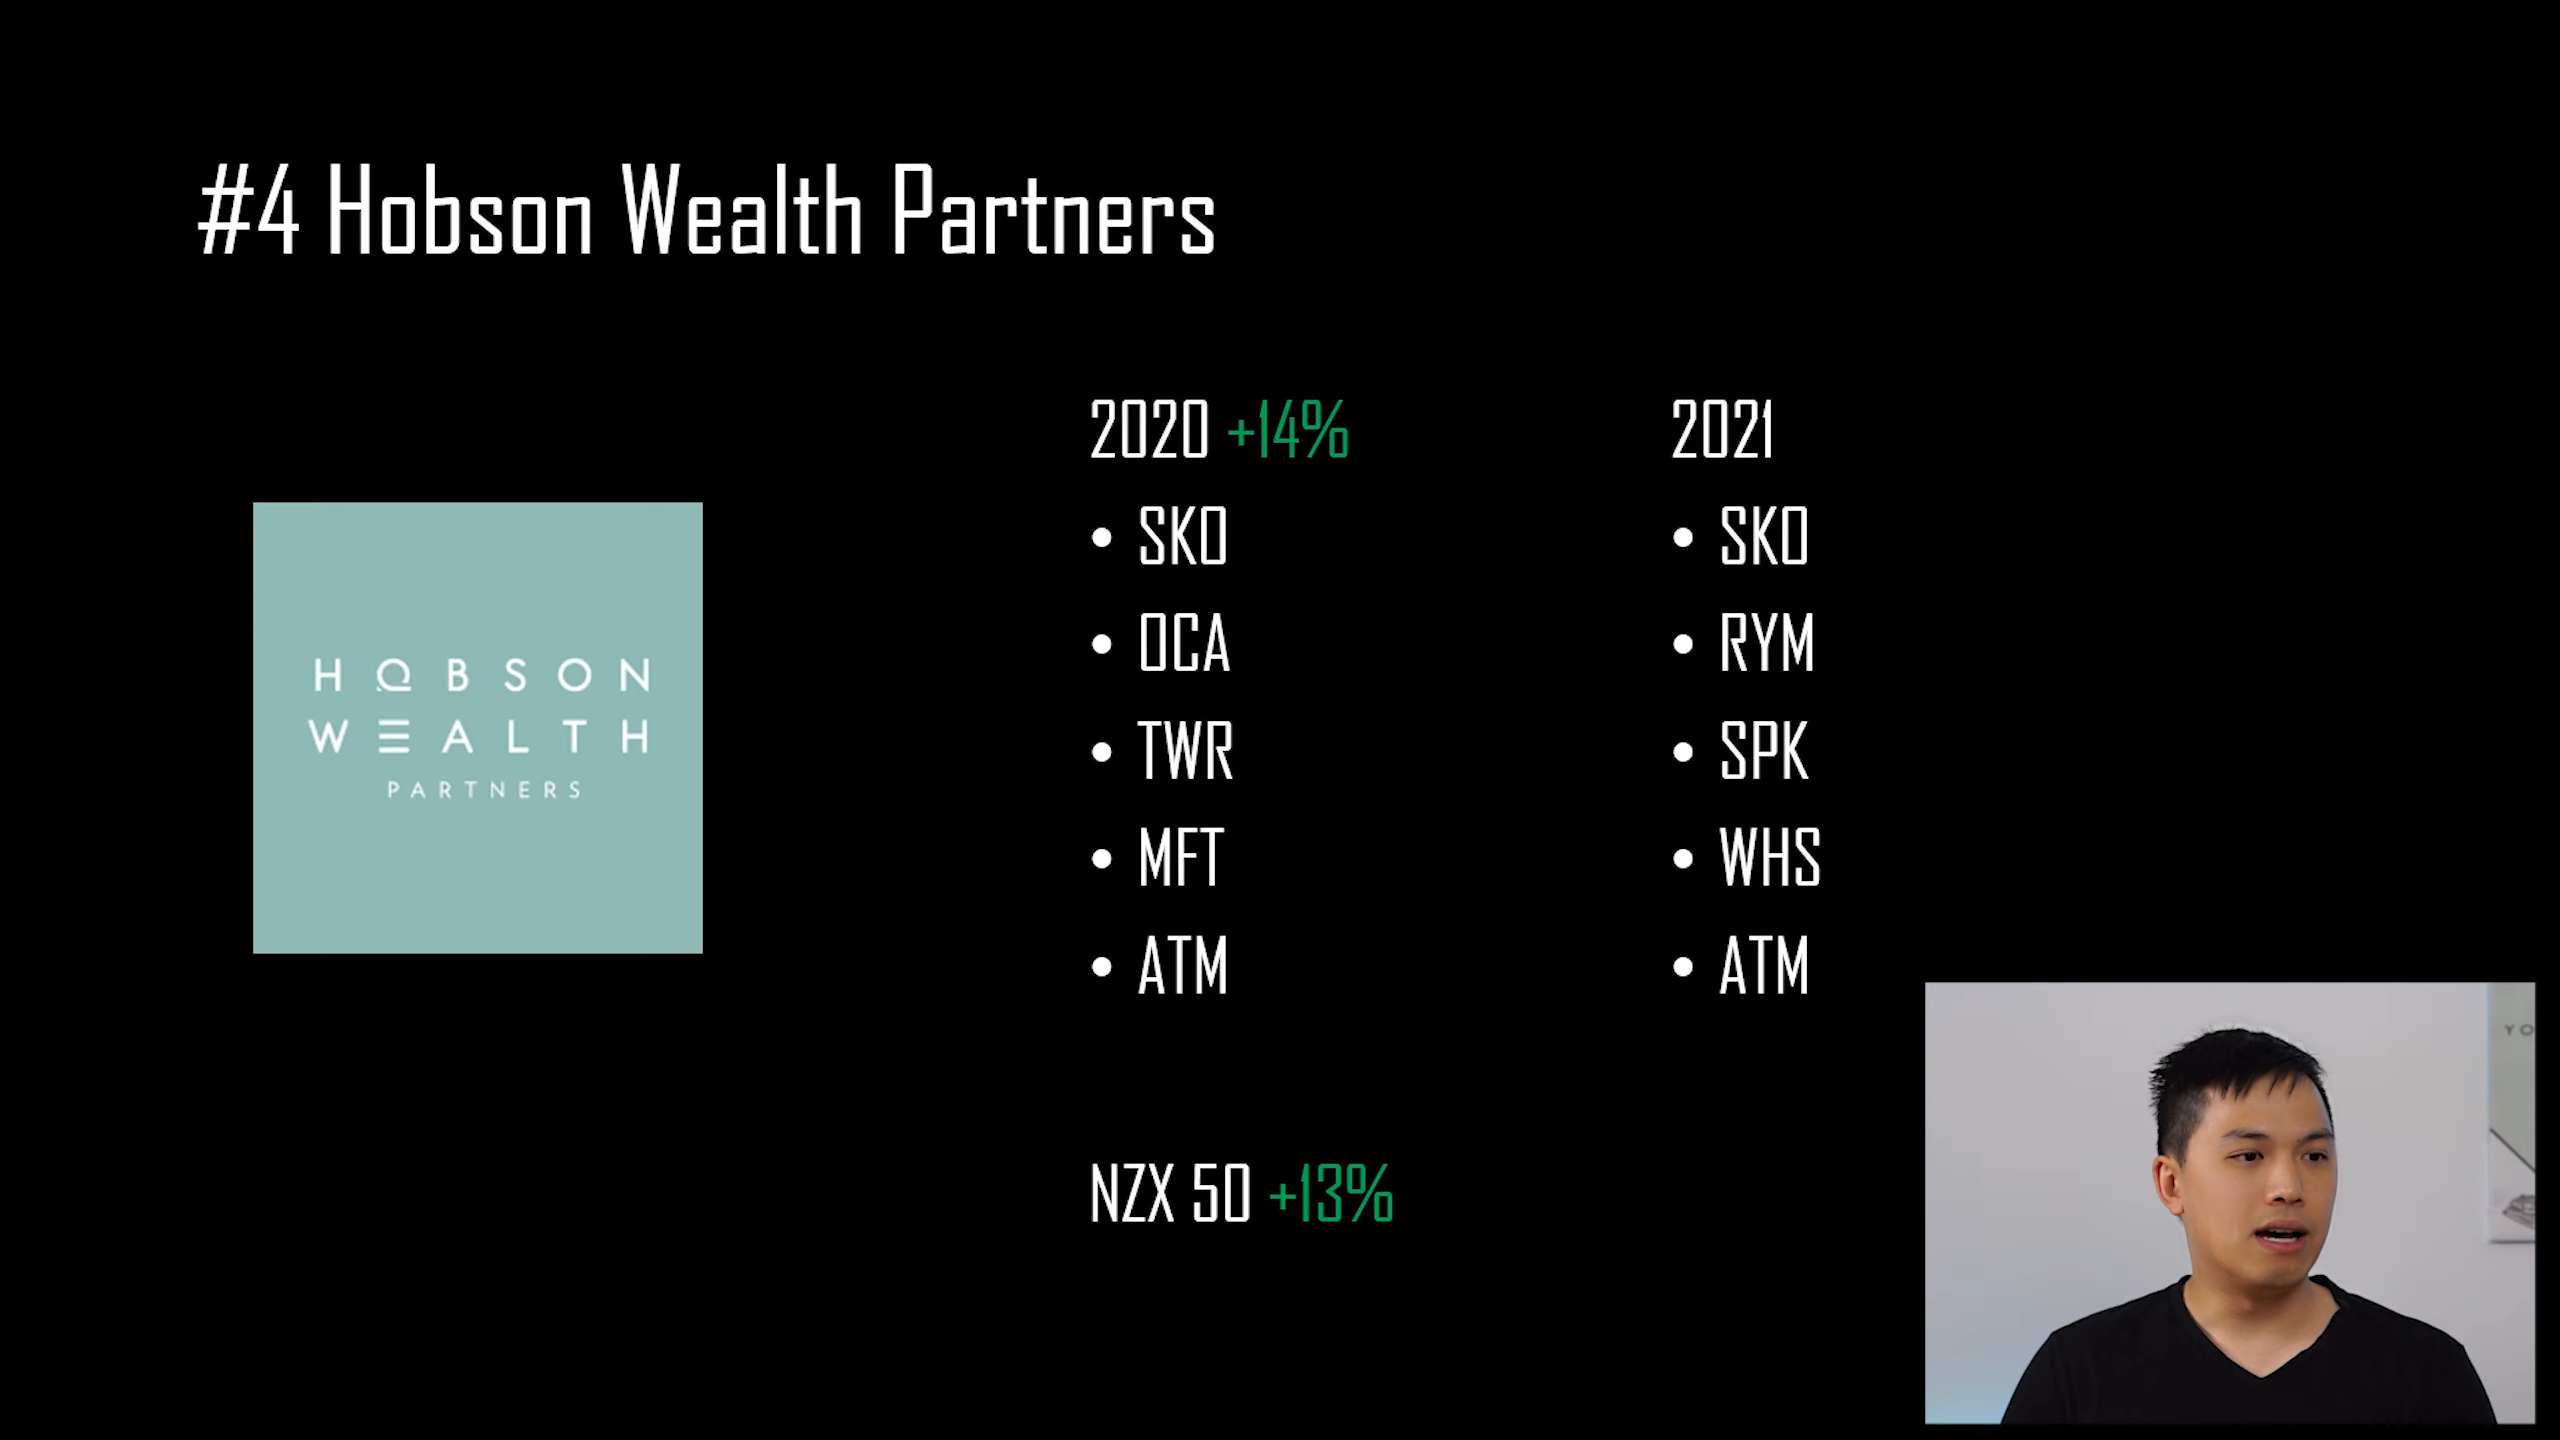 #4 Hobson Wealth Partners
HOBSON
WEALTH
PARTNERS
2020 +14%
• SKO
• OCA
• TWR
• MFT
• ATM
NZX 50 +13%
2021
• SKO
• RYM
• SPK
• WHS
• ATM
YO